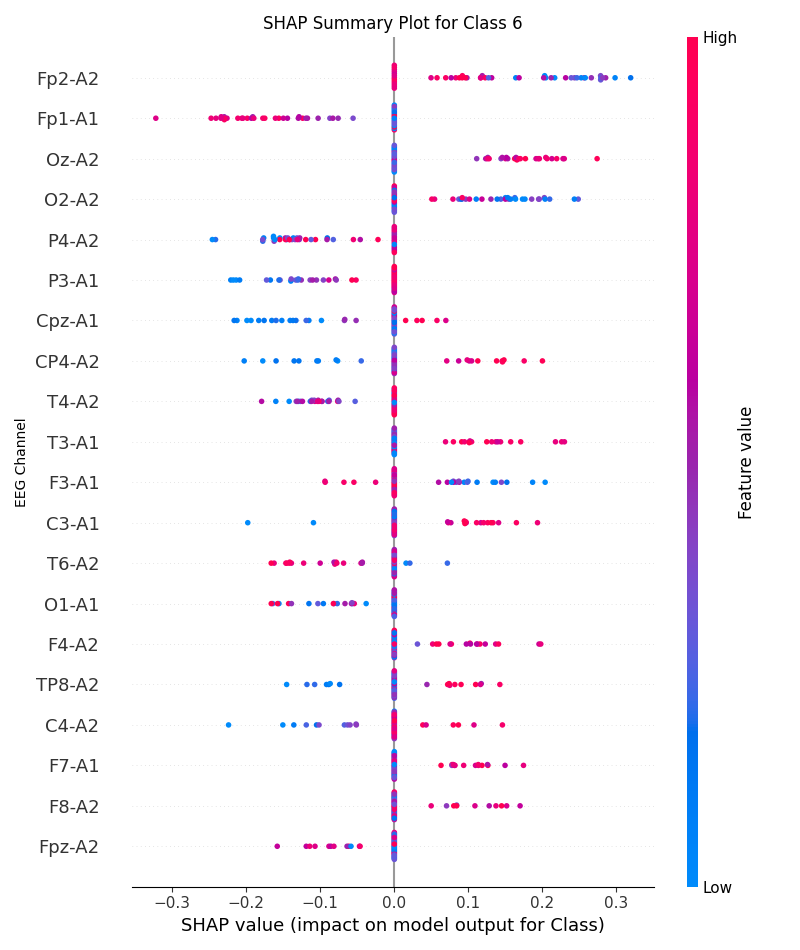 SHAP Summary Plot for Class 6
High
Fp2-A2
Fp1-A1
Oz-A2
O2-A2
P4-A2
P3-A1
Cpz-A1
CP4-A2
T4-A2
T3-A1
F3-A1
C3-A1
T6-A2
O1-A1
F4-A2
TP8-A2
C4-A2
F7-A1
F8-A2
Fpz-A2
EEG Channel
Feature value
Low
−0.3 −0.2 −0.1 0.0 0.1 0.2 0.3
SHAP value (impact on model output for Class)